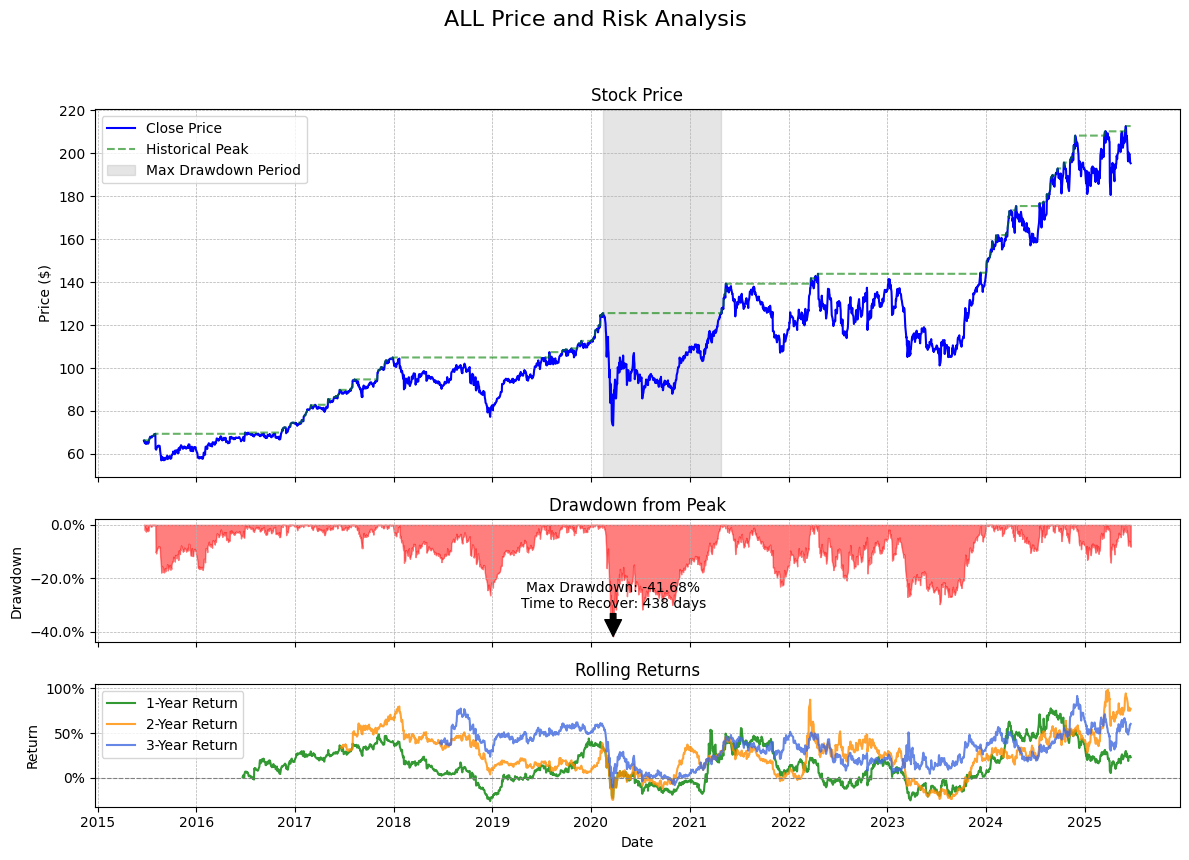 ALL Price and Risk Analysis
Stock Price
Close Price
Historical Peak
Max Drawdown Period
Price ($)
220
200
180
160
140
120
100
80
60
Drawdown from Peak
Drawdown
0.0%
−20.0%
−40.0%
Max Drawdown: -41.68%
Time to Recover: 438 days
Rolling Returns
1-Year Return
2-Year Return
3-Year Return
Return
100%
50%
0%
2015 2016 2017 2018 2019 2020 2021 2022 2023 2024 2025
Date